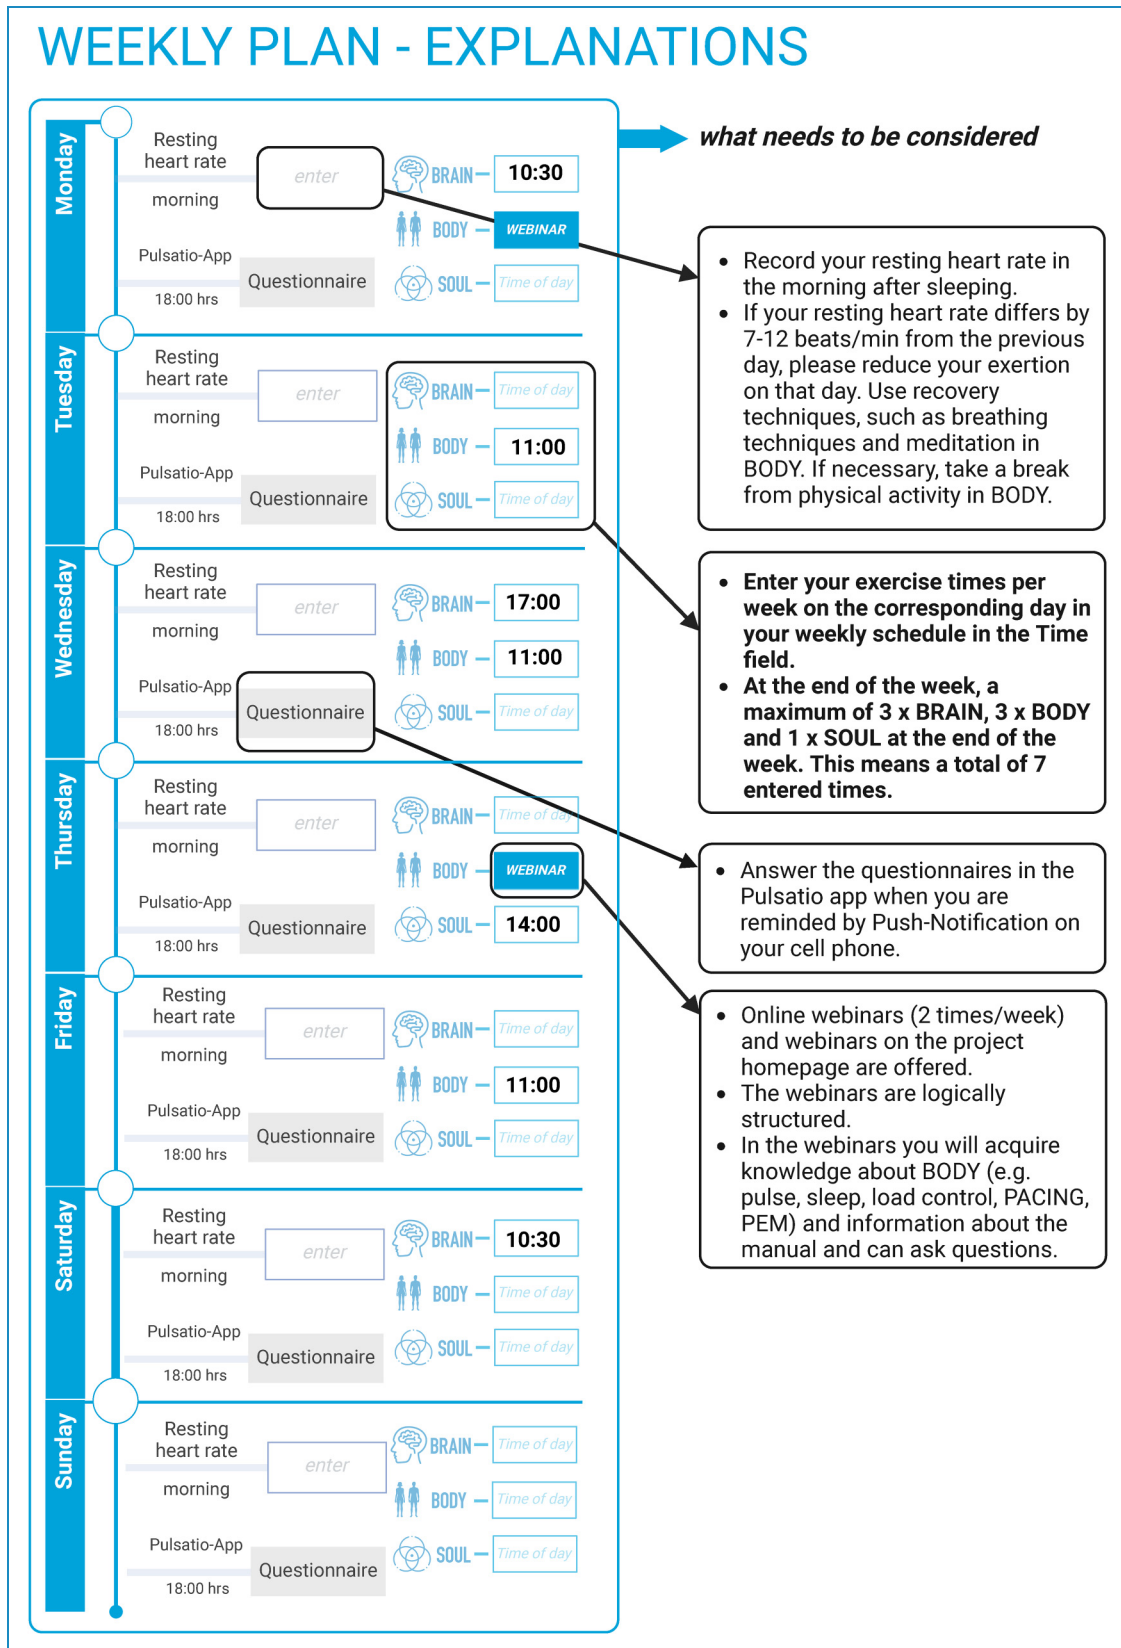 WEEKLY PLAN - EXPLANATIONS
what needs to be considered
Monday
Resting
heart rate
morning
enter
Pulsatio-App
18:00 hrs
Questionnaire
BRAIN
10:30
BODY
WEBINAR
SOUL
Time of day
Tuesday
Resting
heart rate
morning
enter
Pulsatio-App
18:00 hrs
Questionnaire
BRAIN
Time of day
BODY
11:00
SOUL
Time of day
Wednesday
Resting
heart rate
morning
enter
Pulsatio-App
18:00 hrs
Questionnaire
BRAIN
17:00
BODY
11:00
SOUL
Time of day
Thursday
Resting
heart rate
morning
enter
Pulsatio-App
18:00 hrs
Questionnaire
BRAIN
Time of day
BODY
WEBINAR
SOUL
14:00
Friday
Resting
heart rate
morning
enter
Pulsatio-App
18:00 hrs
Questionnaire
BRAIN
Time of day
BODY
11:00
SOUL
Time of day
Saturday
Resting
heart rate
morning
enter
Pulsatio-App
18:00 hrs
Questionnaire
BRAIN
10:30
BODY
Time of day
SOUL
Time of day
Sunday
Resting
heart rate
morning
enter
Pulsatio-App
18:00 hrs
Questionnaire
BRAIN
Time of day
BODY
Time of day
SOUL
Time of day
• Record your resting heart rate in
the morning after sleeping.
• If your resting heart rate differs by
7-12 beats/min from the previous
day, please reduce your exertion
on that day. Use recovery
techniques, such as breathing
techniques and meditation in
BODY. If necessary, take a break
from physical activity in BODY.
• Enter your exercise times per
week on the corresponding day in
your weekly schedule in the Time
field.
• At the end of the week, a
maximum of 3 x BRAIN, 3 x BODY
and 1 x SOUL at the end of the
week. This means a total of 7
entered times.
• Answer the questionnaires in the
Pulsatio app when you are
reminded by Push-Notification on
your cell phone.
• Online webinars (2 times/week)
and webinars on the project
homepage are offered.
• The webinars are logically
structured.
• In the webinars you will acquire
knowledge about BODY (e.g.
pulse, sleep, load control, PACING,
PEM) and information about the
manual and can ask questions.